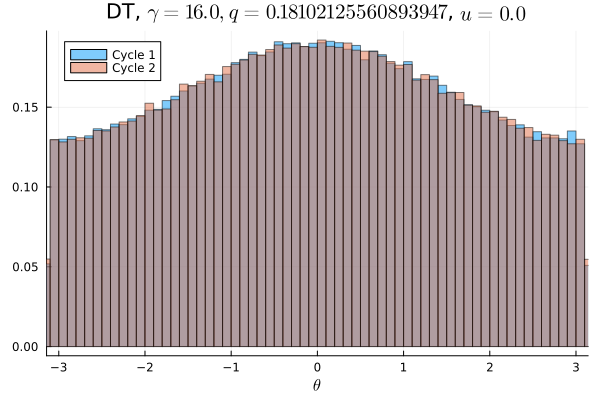 DT, γ = 16.0, q = 0.18102125560893947, u = 0.0
Cycle 1
Cycle 2
0.15
0.10
0.05
0.00
−3 −2 −1 0 1 2 3
θ